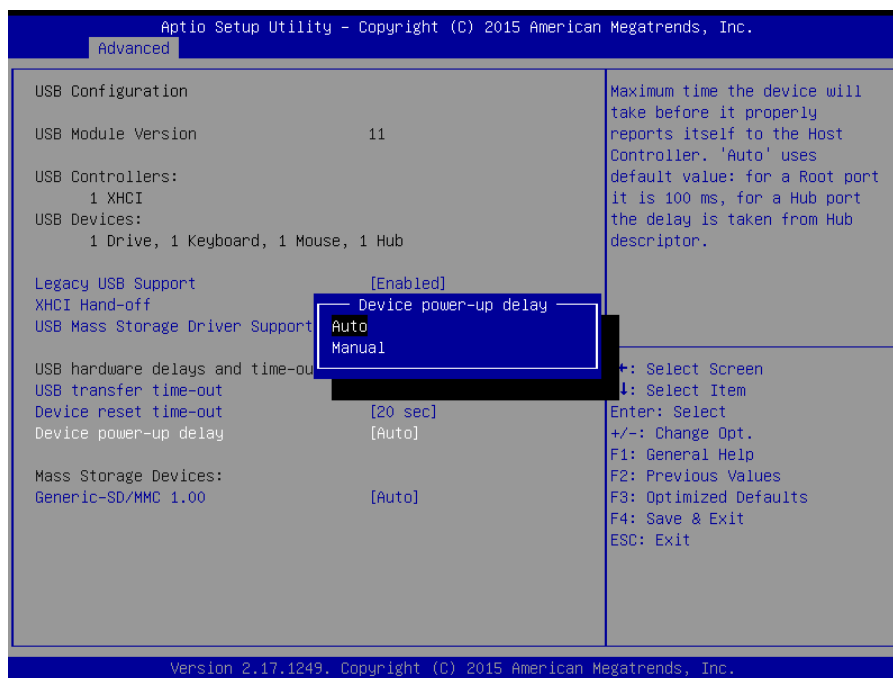 Aptio Setup Utility – Copyright (C) 2015 American Megatrends, Inc.
Advanced
USB Configuration
USB Module Version 11
USB Controllers:
1 XHCI
USB Devices:
1 Drive, 1 Keyboard, 1 Mouse, 1 Hub
Legacy USB Support [Enabled]
XHCI Hand-off
USB Mass Storage Driver Support
USB hardware delays and time-ou
USB transfer time-out
Device reset time-out [20 sec]
Device power-up delay [Auto]
Mass Storage Devices:
Generic-SD/MMC 1.00 [Auto]
Device power-up delay
Auto
Manual
Maximum time the device will
take before it properly
reports itself to the Host
Controller. 'Auto' uses
default value: for a Root port
it is 100 ms, for a Hub port
the delay is taken from Hub
descriptor.
: Select Screen
: Select Item
Enter: Select
+/-: Change Opt.
F1: General Help
F2: Previous Values
F3: Optimized Defaults
F4: Save & Exit
ESC: Exit
Version 2.17.1249. Copyright (C) 2015 American Megatrends, Inc.